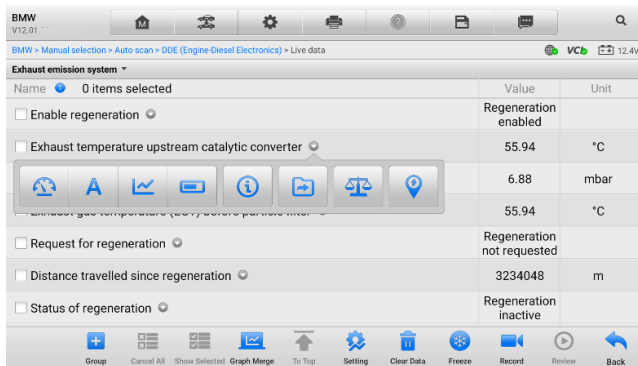 BMW
V12.01
BMW > Manual selection > Auto scan > DDE (Engine-Diesel Electronics) > Live data
VCI 12.4V
Exhaust emission system
Name 0 items selected Value Unit
Enable regeneration Regeneration enabled
Exhaust temperature upstream catalytic converter 55.94 °C
A
6.88 mbar
55.94 °C
Request for regeneration Regeneration not requested
Distance travelled since regeneration 3234048 m
Status of regeneration Regeneration inactive
Group Cancel All Show Selected Graph Merge To Top Setting Clear Data Freeze Record Review Back